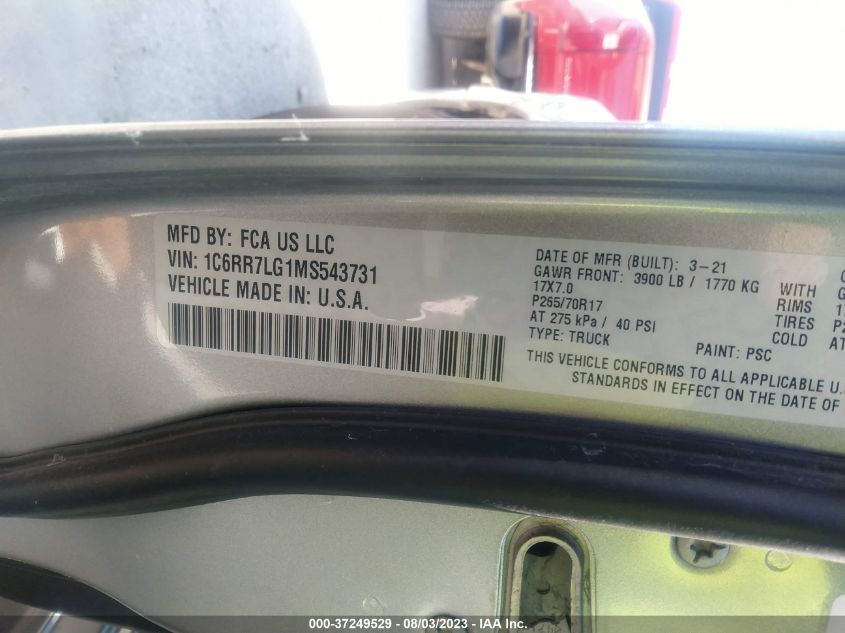 MFD BY: FCA US LLC
VIN: 1C6RR7LG1MS543731
VEHICLE MADE IN: U.S.A.
DATE OF MFR (BUILT): 3-21
GAWR FRONT: 3900 LB / 1770 KG WITH
17X7.0 RIMS
P265/70R17 TIRES
AT 275 kPa / 40 PSI COLD AT
TYPE: TRUCK PAINT: PSC
THIS VEHICLE CONFORMS TO ALL APPLICABLE U.
STANDARDS IN EFFECT ON THE DATE OF
000-37249529 - 08/03/2023 - IAA Inc.